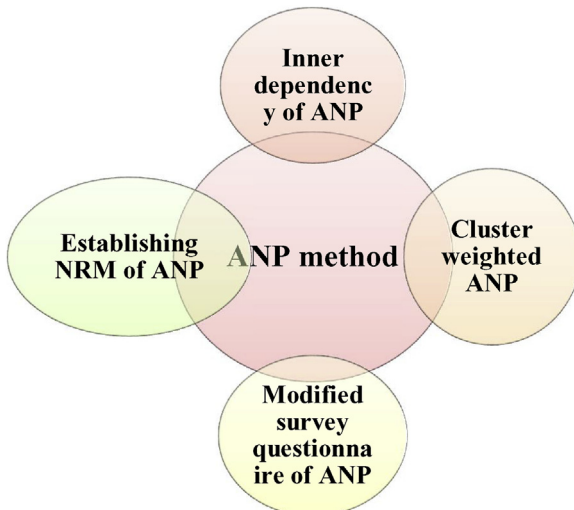 Inner
dependenc
y of ANP
Establishing
NRM of ANP
ANP method
Cluster
weighted
ANP
Modified
survey
questionna
ire of ANP